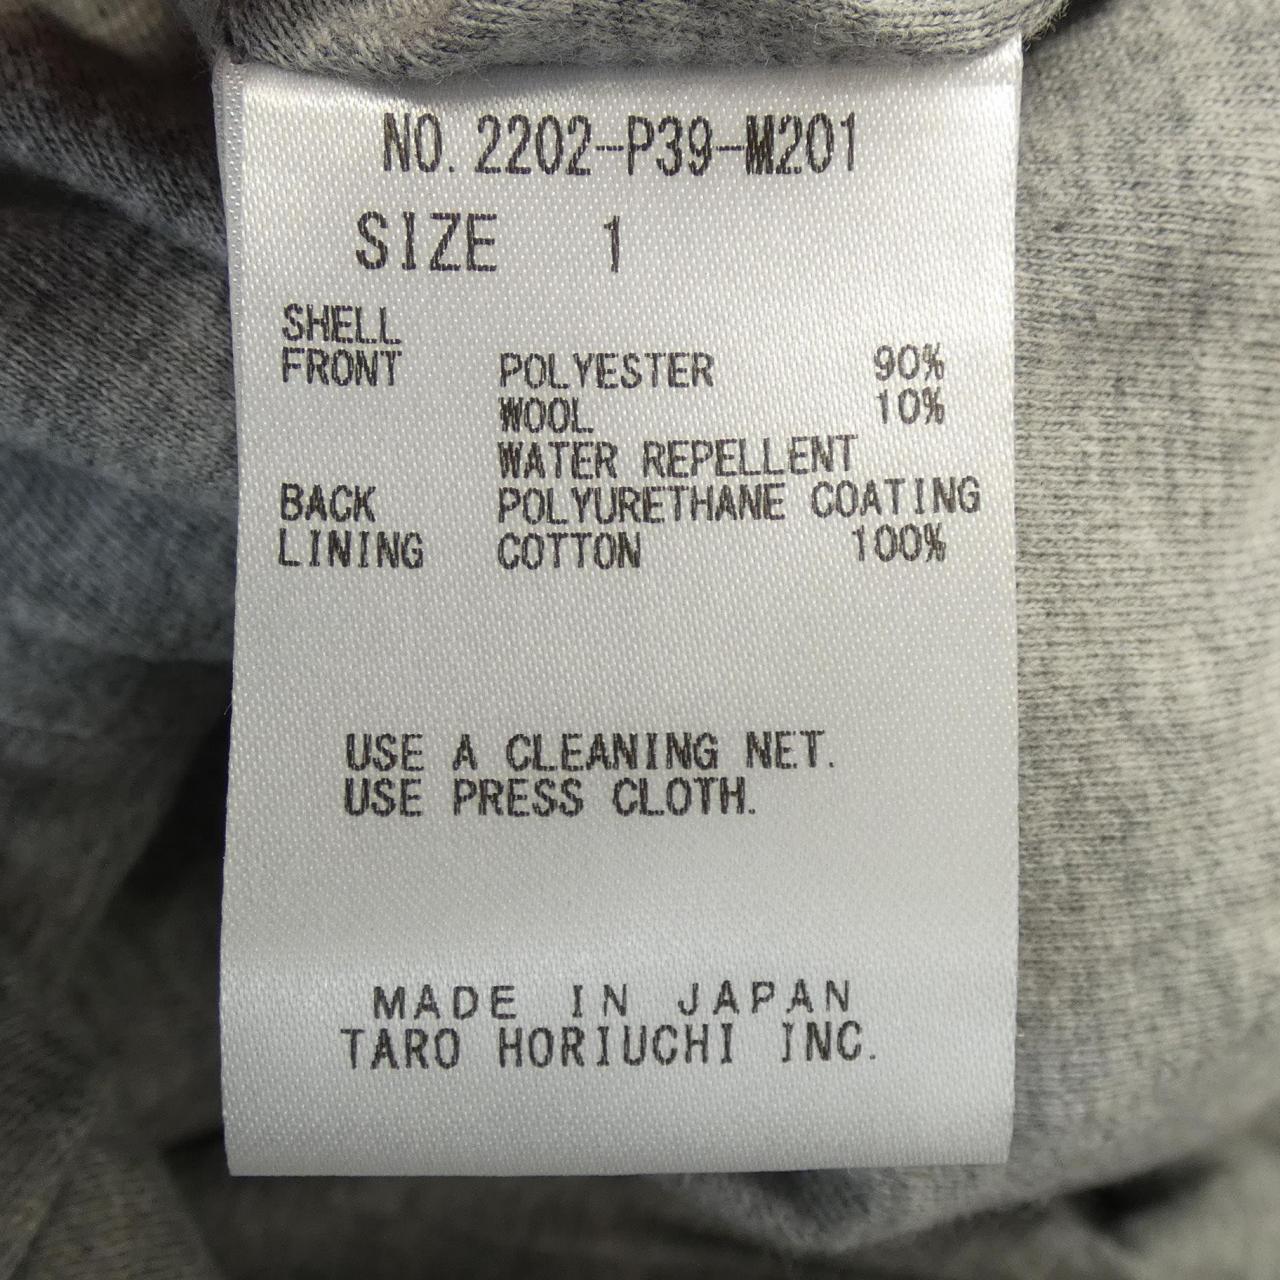 NO. 2202-P39-M201
SIZE 1
SHELL
FRONT POLYESTER 90%
WOOL 10%
WATER REPELLENT
BACK POLYURETHANE COATING
LINING COTTON 100%
USE A CLEANING NET.
USE PRESS CLOTH.
MADE IN JAPAN
TARO HORIUCHI INC.